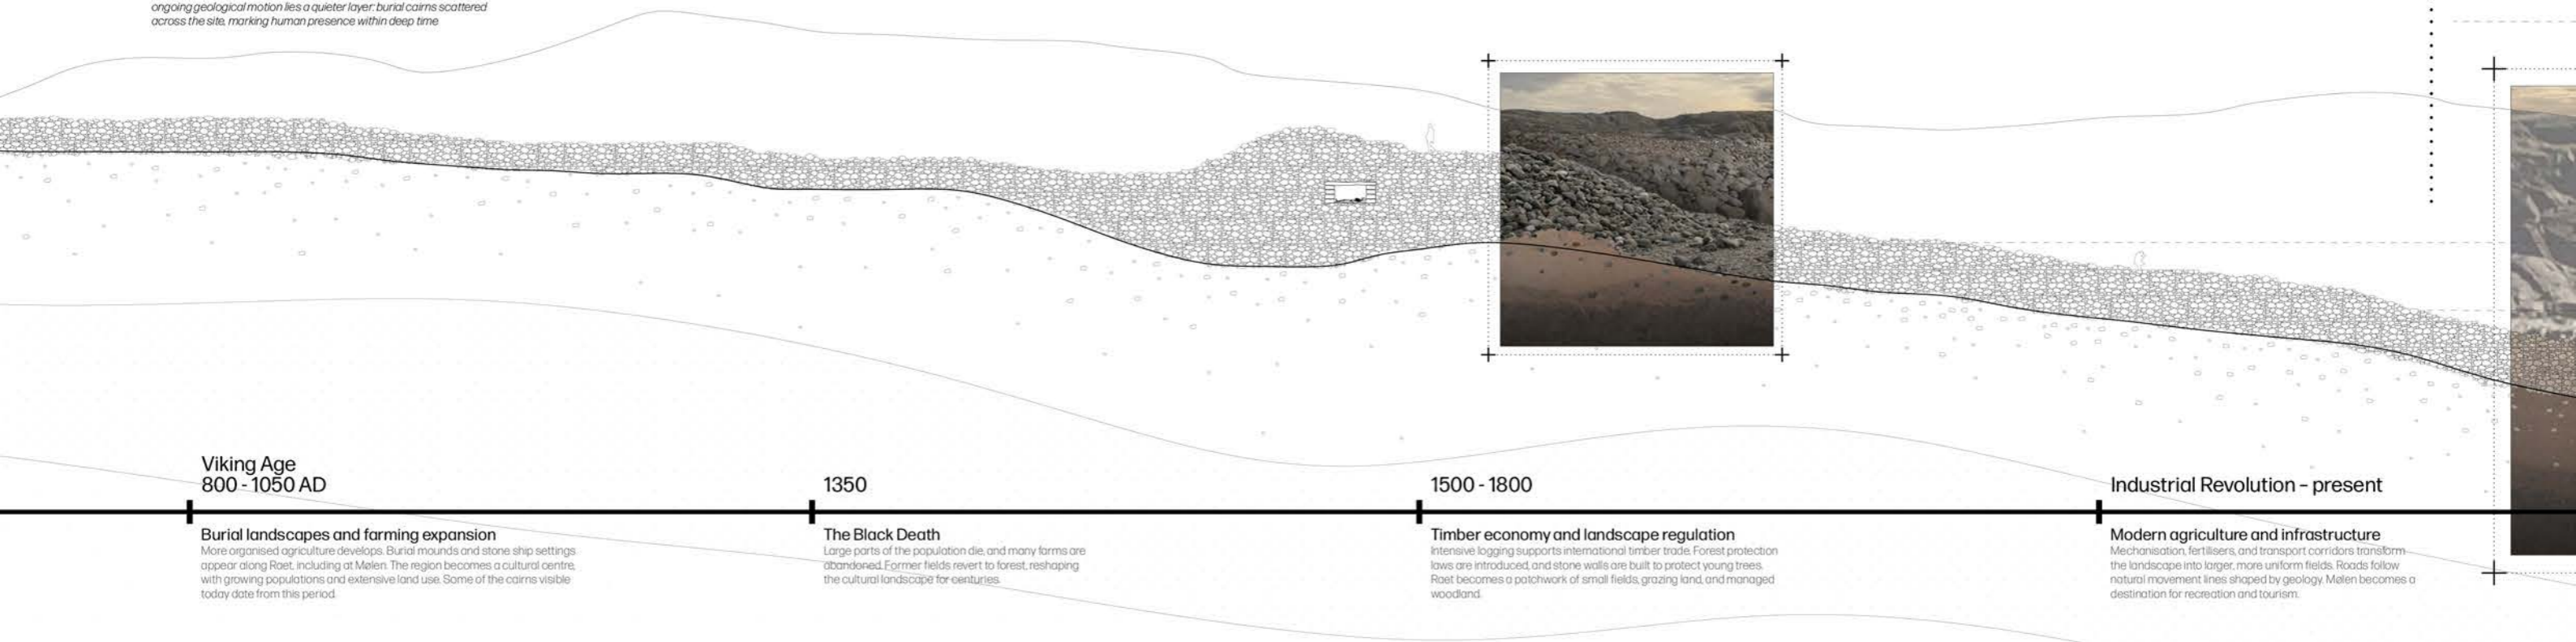 ongoing geological motion lies a quieter layer: burial cairns scattered
across the site, marking human presence within deep time
Viking Age
800 - 1050 AD
Burial landscapes and farming expansion
More organised agriculture develops. Burial mounds and stone ship settings
appear along Raet, including at Mølen. The region becomes a cultural centre,
with growing populations and extensive land use. Some of the cairns visible
today date from this period.
1350
The Black Death
Large parts of the population die, and many farms are
abandoned. Former fields revert to forest, reshaping
the cultural landscape for centuries.
1500 - 1800
Timber economy and landscape regulation
Intensive logging supports international timber trade. Forest protection
laws are introduced, and stone walls are built to protect young trees.
Raet becomes a patchwork of small fields, grazing land, and managed
woodland.
Industrial Revolution – present
Modern agriculture and infrastructure
Mechanisation, fertilisers, and transport corridors transform
the landscape into larger, more uniform fields. Roads follow
natural movement lines shaped by geology. Mølen becomes a
destination for recreation and tourism.